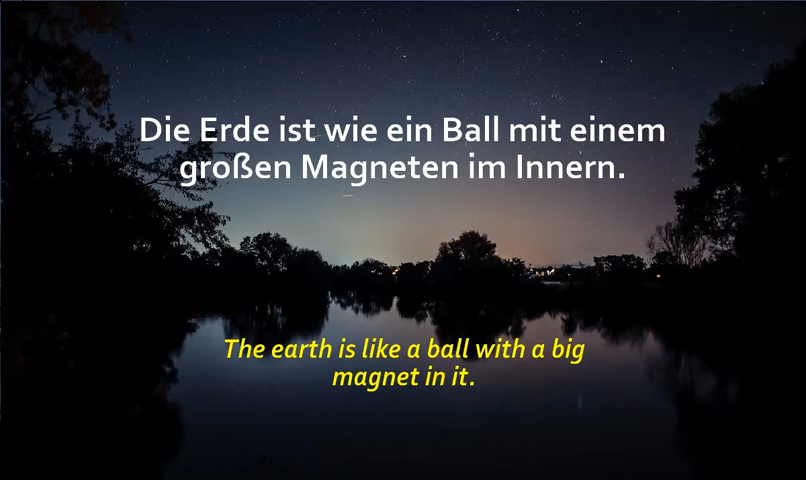 Die Erde ist wie ein Ball mit einem
großen Magneten im Innern.
The earth is like a ball with a big
magnet in it.